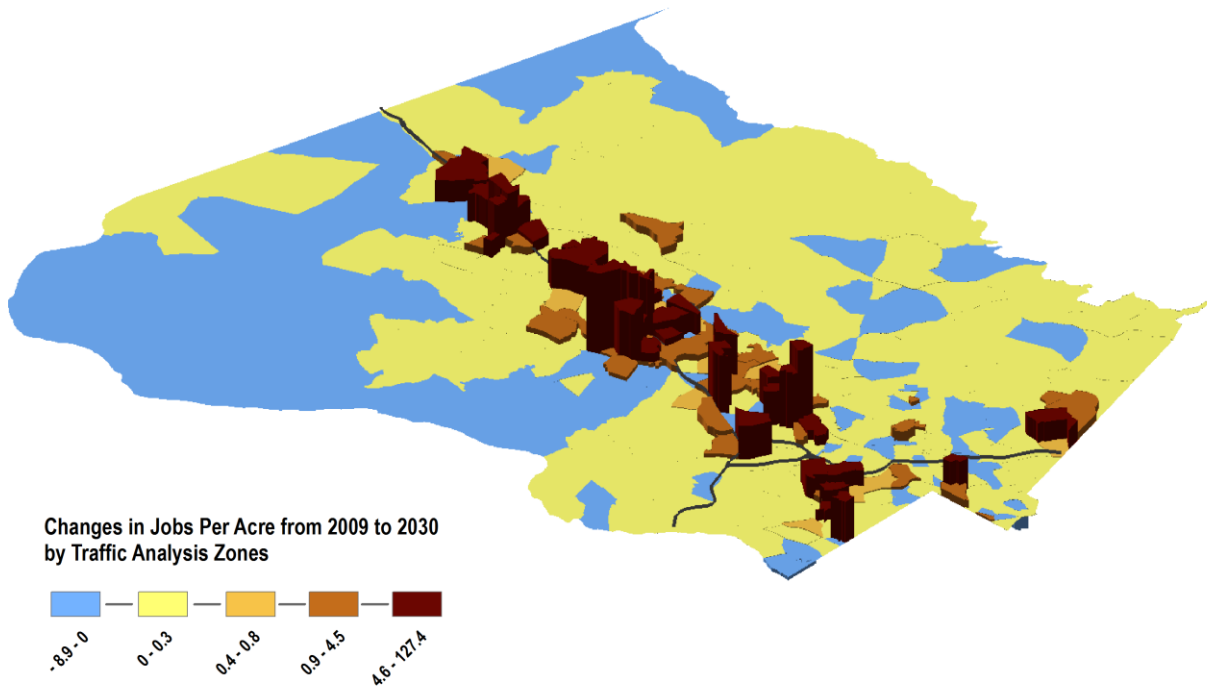 Changes in Jobs Per Acre from 2009 to 2030
by Traffic Analysis Zones
- 8.9 - 0
0 - 0.3
0.4 - 0.8
0.9 - 4.5
4.6 - 127.4